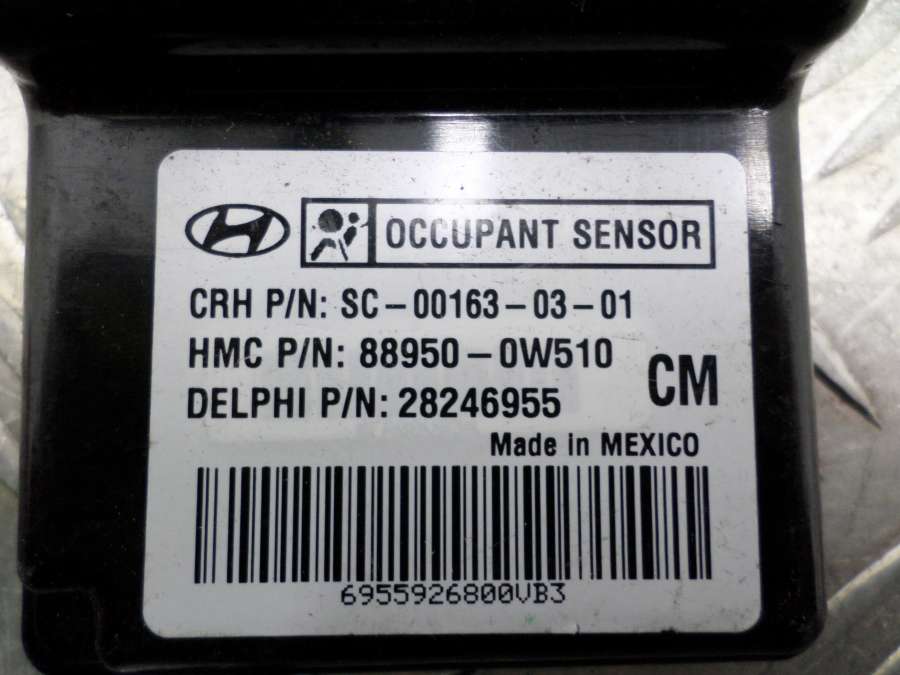 OCCUPANT SENSOR
CRH P/N: SC-00163-03-01
HMC P/N: 88950-0W510
CM
DELPHI P/N: 28246955
Made in MEXICO
6955926800VB3